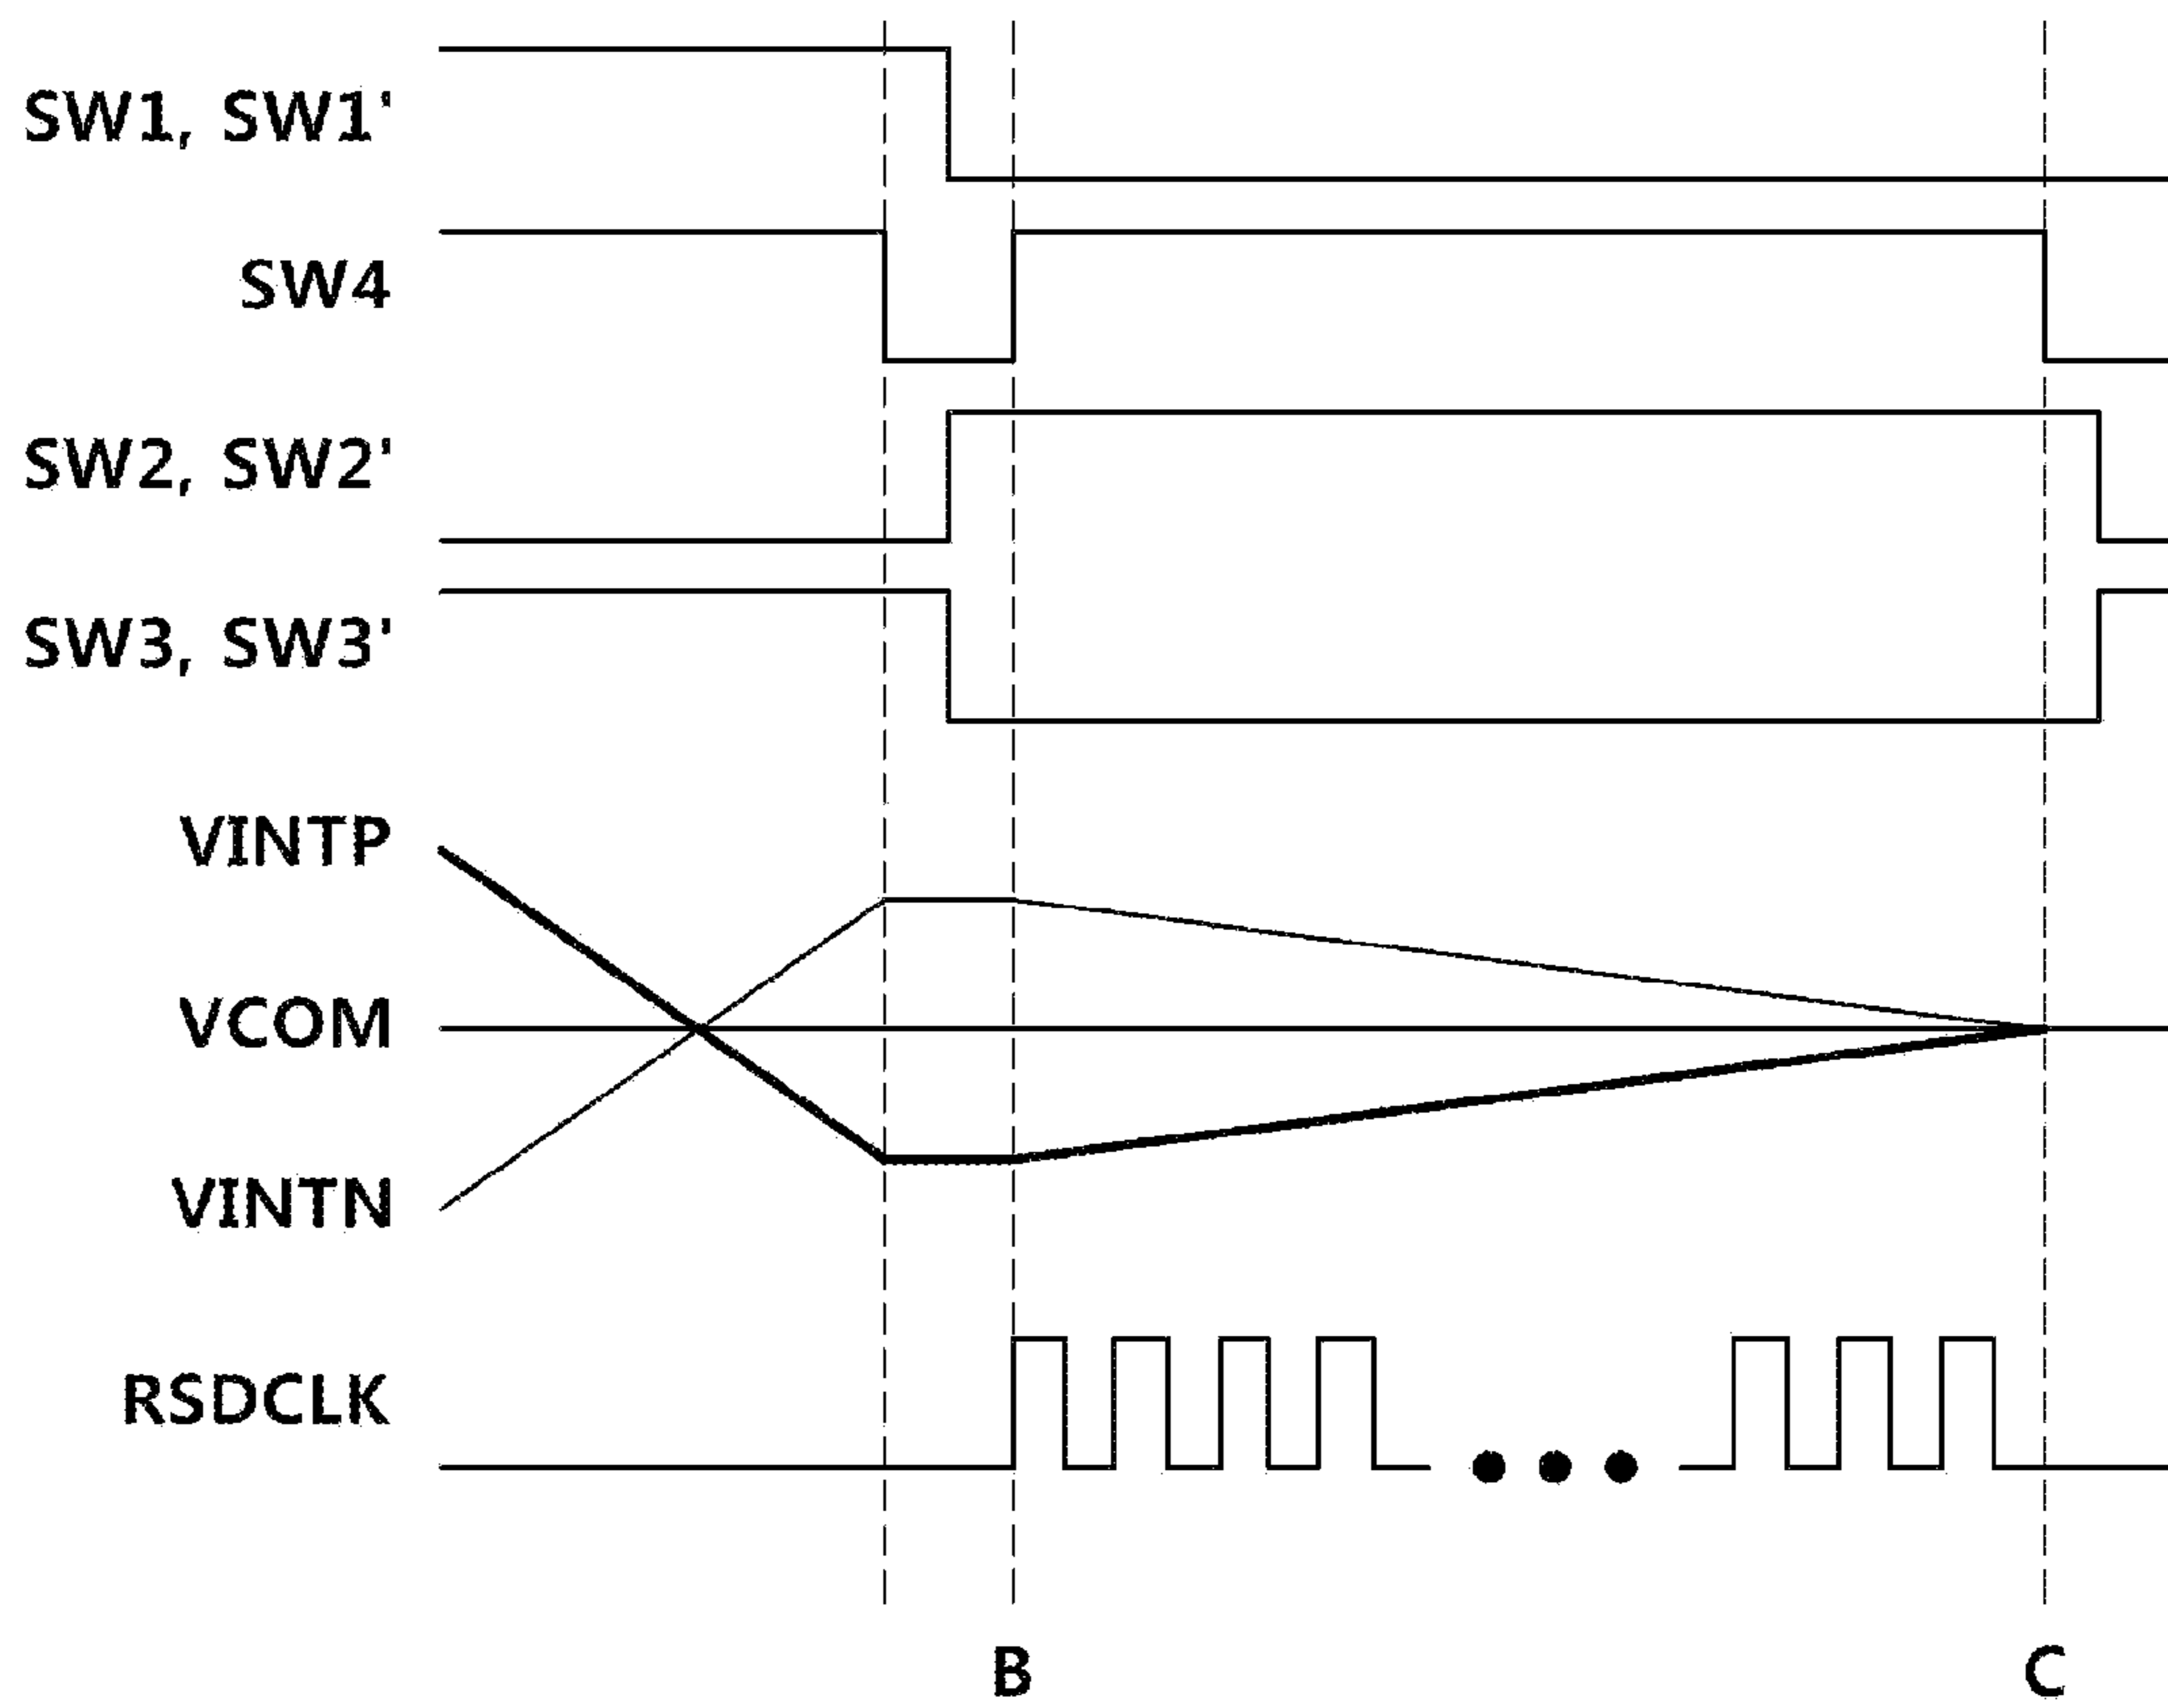 SW1, SW1'
SW4
SW2, SW2'
SW3, SW3'
VINTP
VCOM
VINTN
RSDCLK
B
C